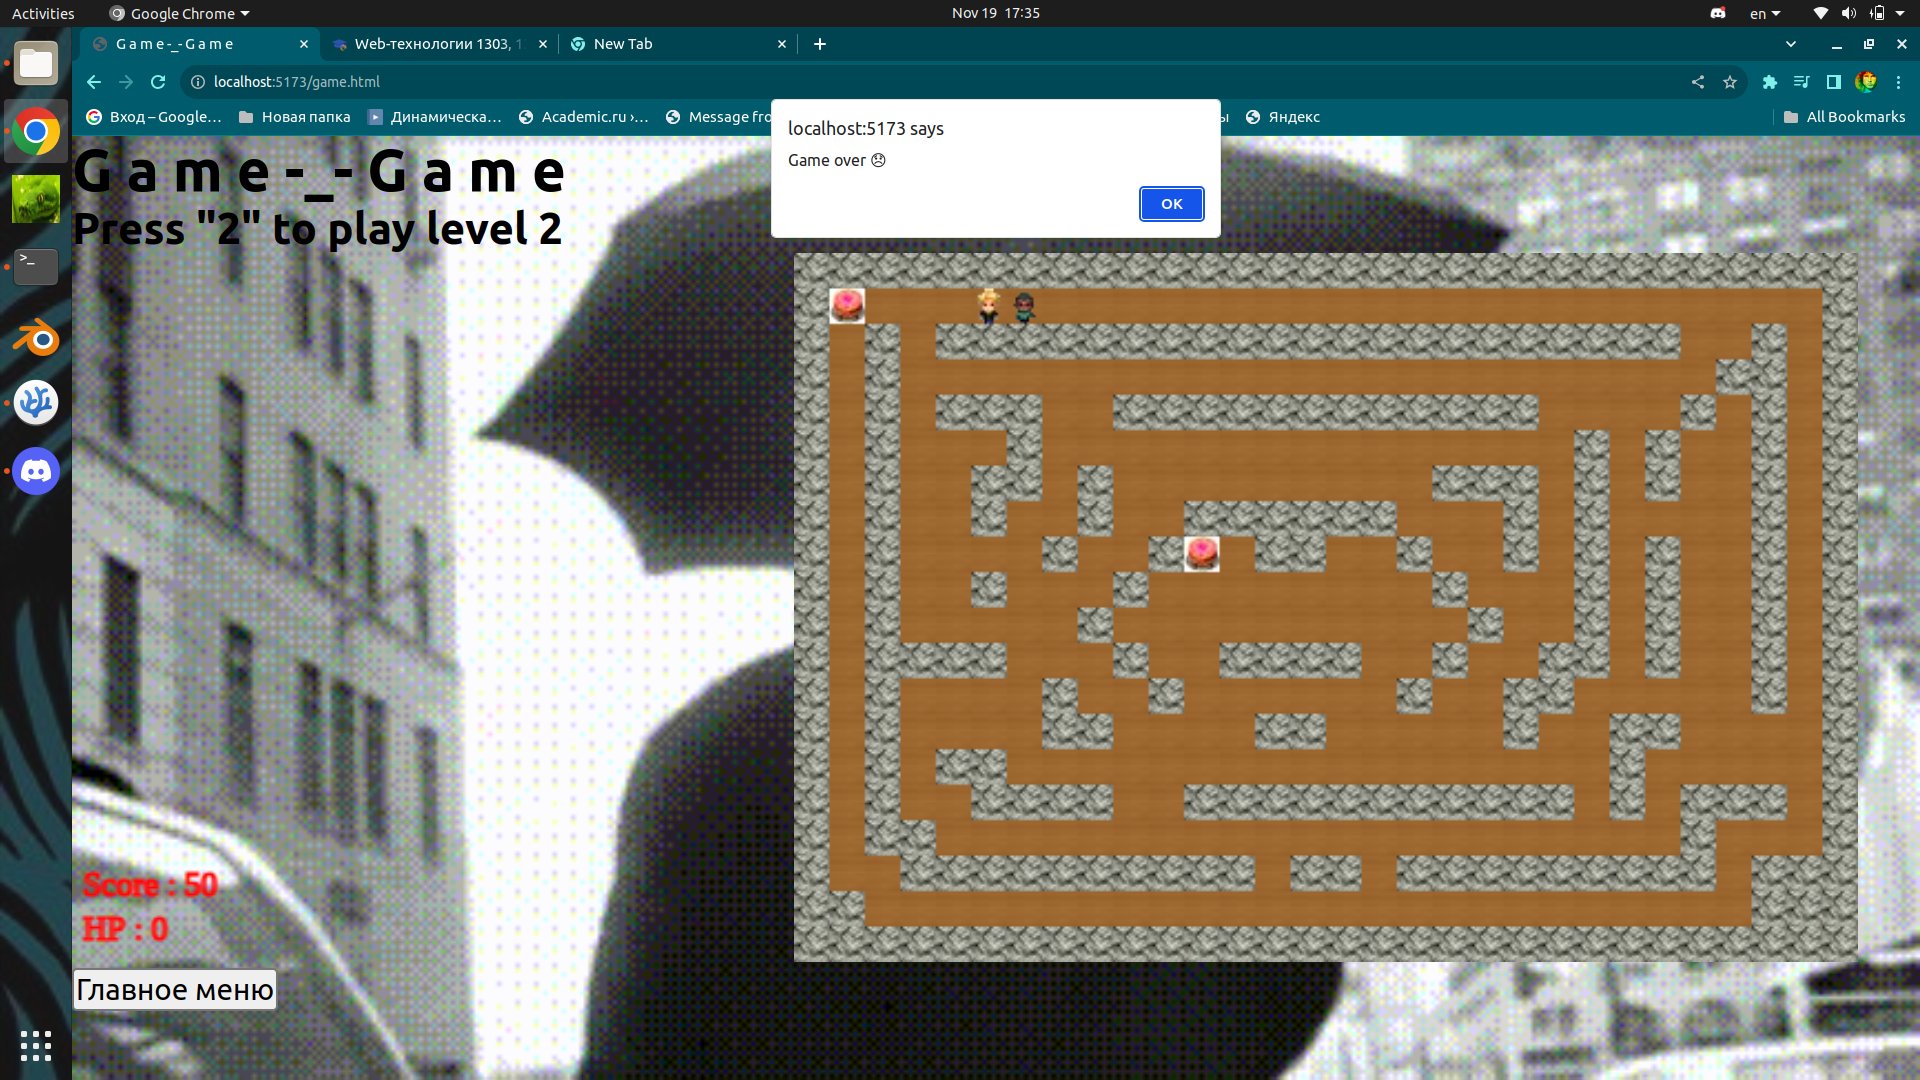 Activities
Google Chrome
Nov 19 17:35
en
G a m e -_- G a m e
Web-технологии 1303, 1
New Tab
localhost:5173/game.html
Вход – Google…
Новая папка
Динамическа…
Academic.ru ›…
Message fro
ы
Яндекс
All Bookmarks
localhost:5173 says
Game over 😞
OK
G a m e -_- G a m e
Press "2" to play level 2
Score : 50
HP : 0
Главное меню